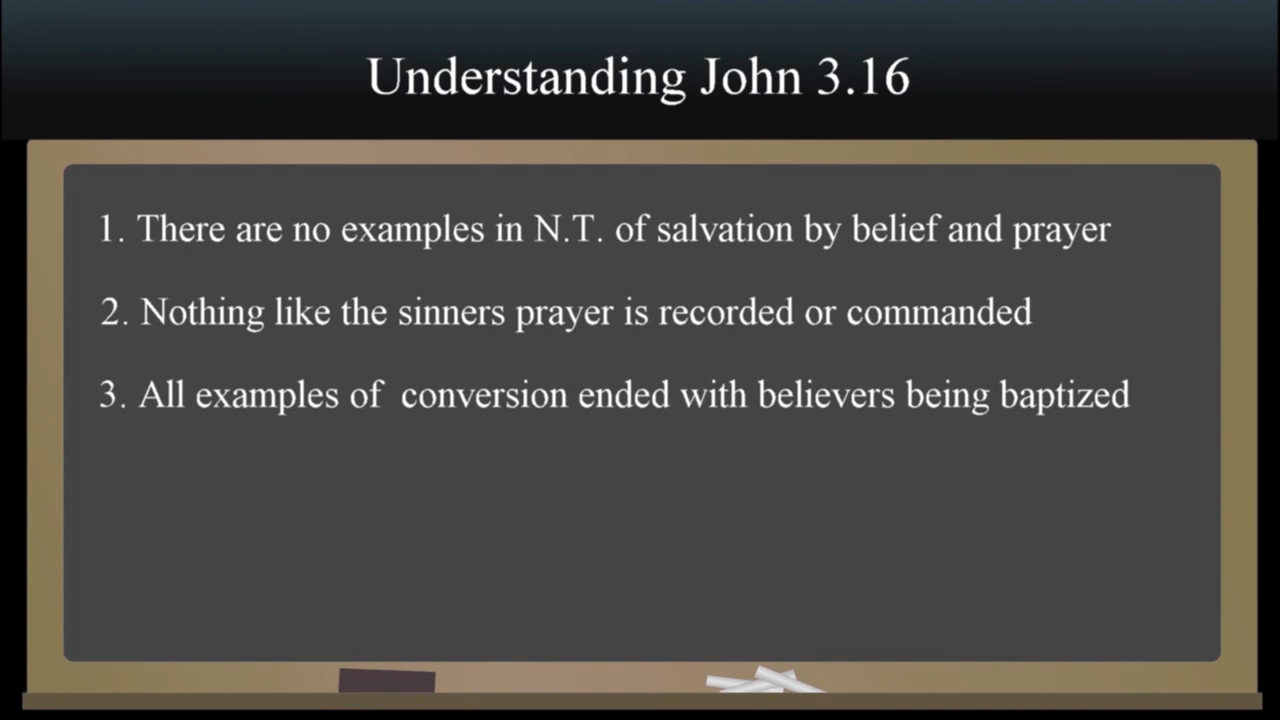 Understanding John 3.16
1. There are no examples in N.T. of salvation by belief and prayer
2. Nothing like the sinners prayer is recorded or commanded
3. All examples of  conversion ended with believers being baptized